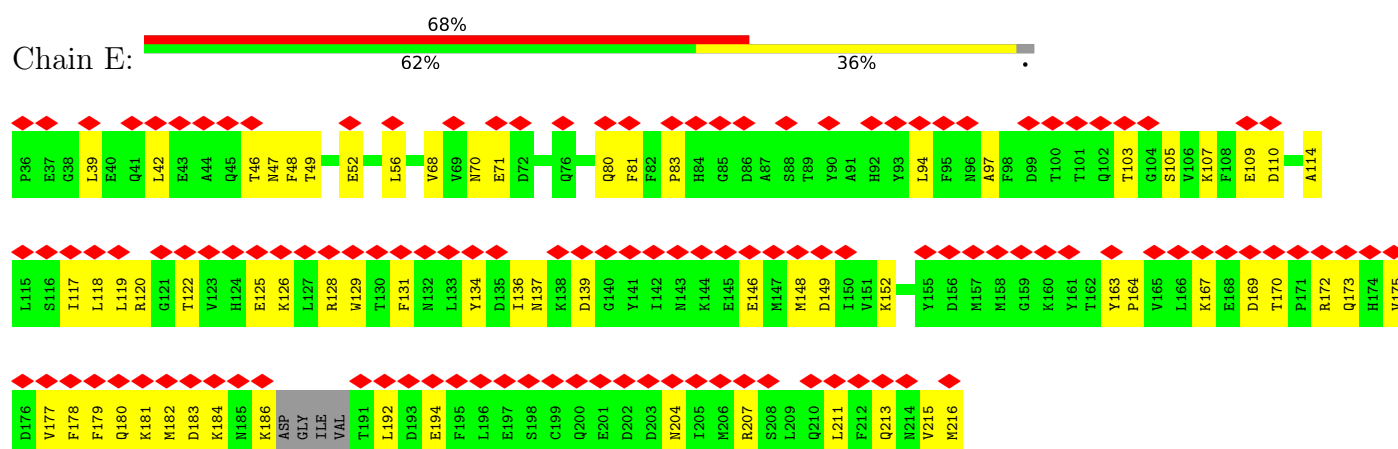 68%
Chain E:
62% 36% •
P36 E37 G38 L39 E40 Q41 L42 E43 A44 Q45 T46 N47 F48 T49 E52 L56 V68 V69 N70 E71 D72 Q76 Q80 F81 F82 P83 H84 G85 D86 A87 S88 T89 Y90 A91 H92 Y93 L94 F95 N96 A97 F98 D99 T100 T101 Q102 T103 G104 S105 V106 K107 F108 E109 D110 A114
L115 S116 I117 L118 L119 R120 G121 T122 V123 H124 E125 K126 L127 R128 W129 T130 F131 N132 L133 Y134 D135 I136 N137 K138 D139 G140 Y141 I142 N143 K144 E145 E146 M147 M148 D149 I150 V151 K152 Y155 D156 M157 M158 G159 K160 Y161 T162 Y163 P164 V165 L166 K167 E168 D169 T170 P171 R172 Q173 H174 V175
D176 V177 F178 F179 Q180 K181 M182 D183 K184 N185 K186 ASP GLY ILE VAL T191 L192 D193 E194 F195 L196 E197 S198 C199 Q200 E201 D202 D203 N204 I205 M206 R207 S208 L209 Q210 L211 F212 Q213 N214 V215 M216